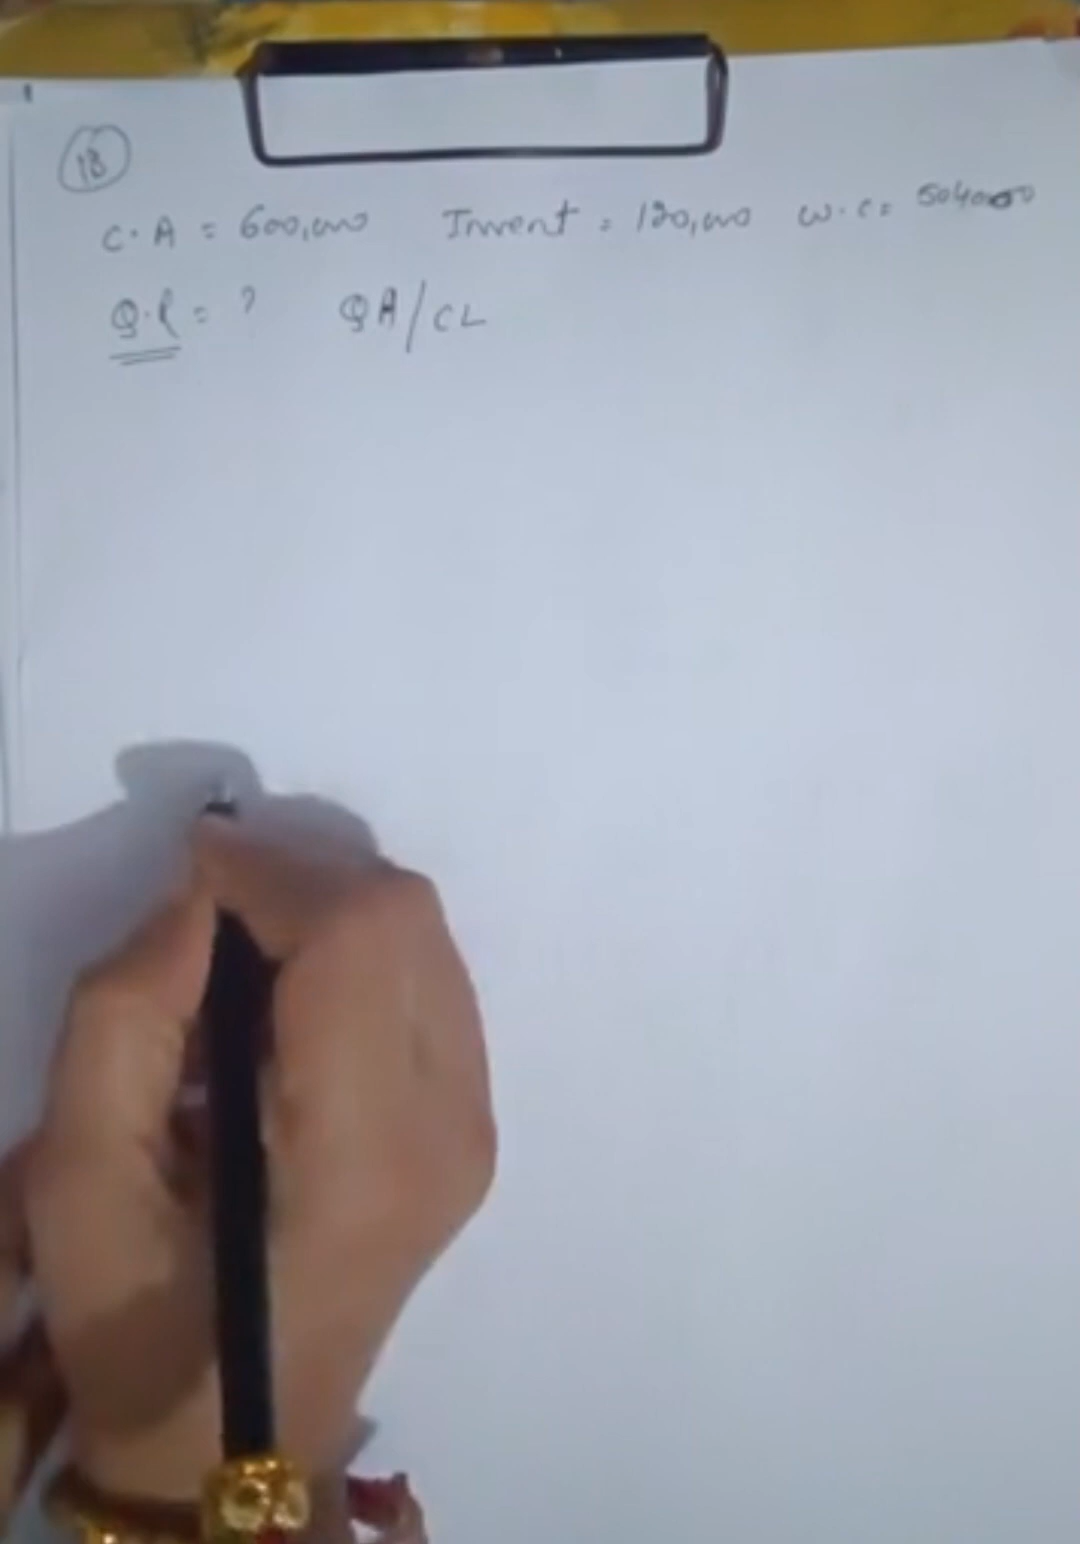 18
C.A = 600,000 Invent = 120,000 W.C = 504000
Q.R = ? QA/CL